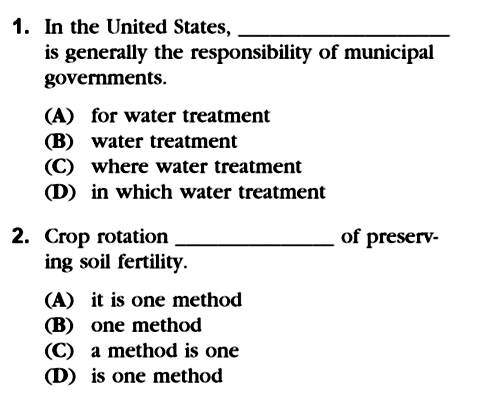 1. In the United States, ____________________
is generally the responsibility of municipal
governments.
(A) for water treatment
(B) water treatment
(C) where water treatment
(D) in which water treatment
2. Crop rotation _______________ of preserv-
ing soil fertility.
(A) it is one method
(B) one method
(C) a method is one
(D) is one method